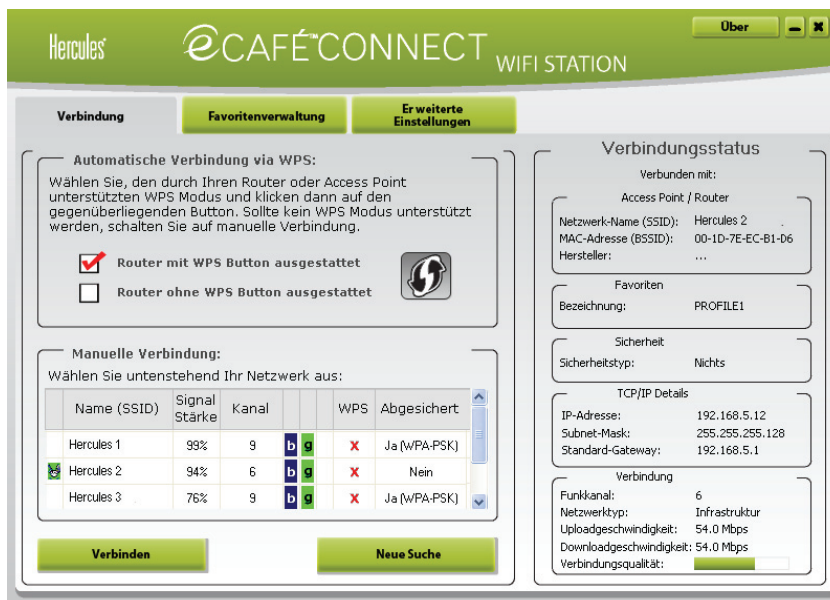 Hercules
eCAFÉ™CONNECT WIFI STATION
Über
Verbindung
Favoritenverwaltung
Erweiterte
Einstellungen
Automatische Verbindung via WPS:
Wählen Sie, den durch Ihren Router oder Access Point
unterstützten WPS Modus und klicken dann auf den
gegenüberliegenden Button. Sollte kein WPS Modus unterstützt
werden, schalten Sie auf manuelle Verbindung.
Router mit WPS Button ausgestattet
Router ohne WPS Button ausgestattet
Manuelle Verbindung:
Wählen Sie untenstehend Ihr Netzwerk aus:
Name (SSID) Signal Stärke Kanal WPS Abgesichert
Hercules 1 99% 9 b g x Ja (WPA-PSK)
Hercules 2 94% 6 b g x Nein
Hercules 3 76% 9 b g x Ja (WPA-PSK)
Verbinden
Neue Suche
Verbindungsstatus
Verbunden mit:
Access Point / Router
Netzwerk-Name (SSID): Hercules 2
MAC-Adresse (BSSID): 00-1D-7E-EC-B1-D6
Hersteller: ...
Favoriten
Bezeichnung: PROFILE1
Sicherheit
Sicherheitstyp: Nichts
TCP/IP Details
IP-Adresse: 192.168.5.12
Subnet-Mask: 255.255.255.128
Standard-Gateway: 192.168.5.1
Verbindung
Funkkanal: 6
Netzwerktyp: Infrastruktur
Uploadgeschwindigkeit: 54.0 Mbps
Downloadgeschwindigkeit: 54.0 Mbps
Verbindungsqualität: